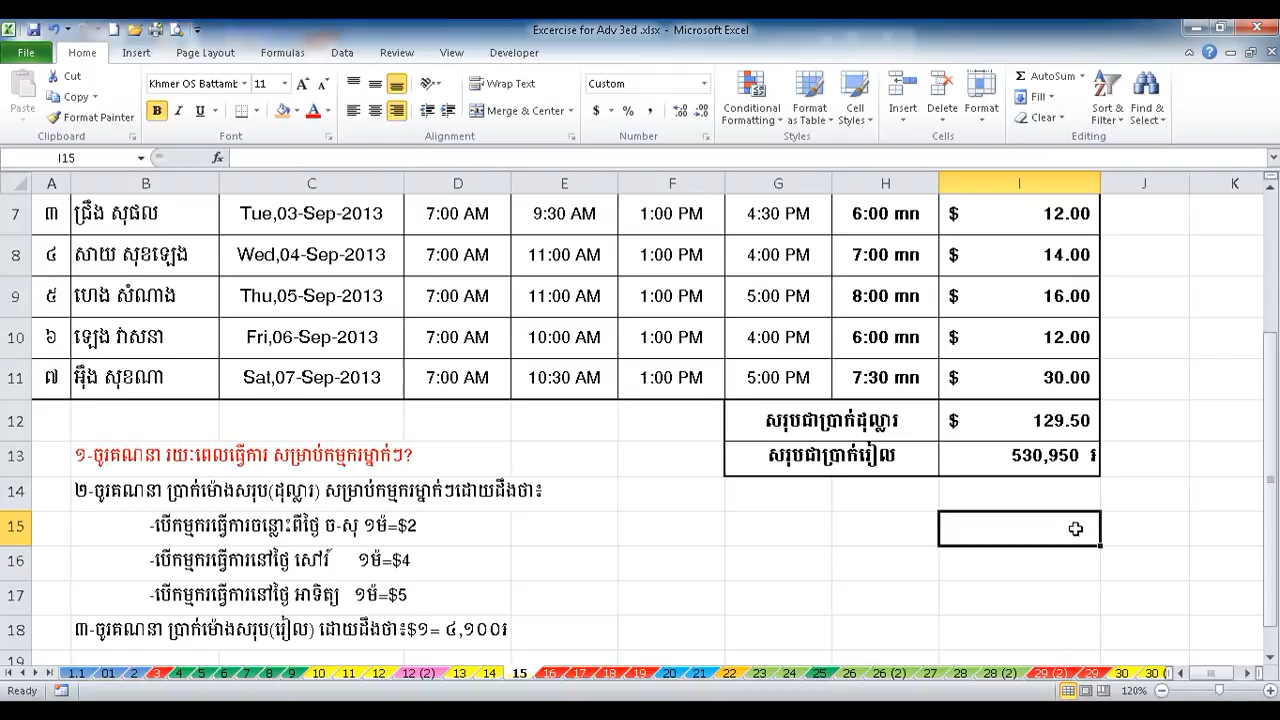 Excercise for Adv 3ed .xlsx - Microsoft Excel
File Home Insert Page Layout Formulas Data Review View Developer
Cut Khmer OS Battamb 11 Wrap Text Custom AutoSum
Paste Copy Fill
Format Painter B I U Merge & Center $ % , Conditional Formatting Format as Table Cell Styles Insert Delete Format Clear Sort & Filter Find & Select
Clipboard Font Alignment Number Styles Cells Editing
I15 fx
A B C D E F G H I J K
7 ៣ ជ្រឹង សុផល Tue,03-Sep-2013 7:00 AM 9:30 AM 1:00 PM 4:30 PM 6:00 mn $ 12.00
8 ៤ សាយ សុខឡេង Wed,04-Sep-2013 7:00 AM 11:00 AM 1:00 PM 4:00 PM 7:00 mn $ 14.00
9 ៥ ហេង សំណាង Thu,05-Sep-2013 7:00 AM 11:00 AM 1:00 PM 5:00 PM 8:00 mn $ 16.00
10 ៦ ឡេង វាសនា Fri,06-Sep-2013 7:00 AM 10:00 AM 1:00 PM 4:00 PM 6:00 mn $ 12.00
11 ៧ អ៊ឹង សុខណា Sat,07-Sep-2013 7:00 AM 10:30 AM 1:00 PM 5:00 PM 7:30 mn $ 30.00
12 សរុបជាប្រាក់ដុល្លារ $ 129.50
13 ១-ចូរគណនា រយៈពេលធ្វើការ សម្រាប់កម្មករម្នាក់ៗ? សរុបជាប្រាក់រៀល 530,950 ៛
14 ២-ចូរគណនា ប្រាក់ម៉ោងសរុប(ដុល្លារ) សម្រាប់កម្មករម្នាក់ៗដោយដឹងថា៖
15 -បើកម្មករធ្វើការចន្លោះពីថ្ងៃ ច-សុ ១ម៉=$2
16 -បើកម្មករធ្វើការនៅថ្ងៃ សៅរ៍ ១ម៉=$4
17 -បើកម្មករធ្វើការនៅថ្ងៃ អាទិត្យ ១ម៉=$5
18 ៣-ចូរគណនា ប្រាក់ម៉ោងសរុប(រៀល) ដោយដឹងថា៖$១= ៤,១០០៛
19
1.1 01 2 3 4 5 6 7 8 9 10 11 12 12 (2) 13 14 15 16 17 18 19 20 21 22 23 24 25 26 26 (2) 27 28 28 (2) 29 (2) 29 30 30 (
Ready 120%